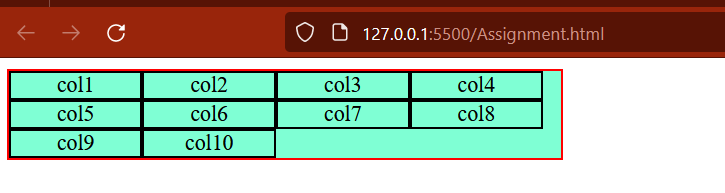 127.0.0.1:5500/Assignment.html
col1 col2 col3 col4
col5 col6 col7 col8
col9 col10